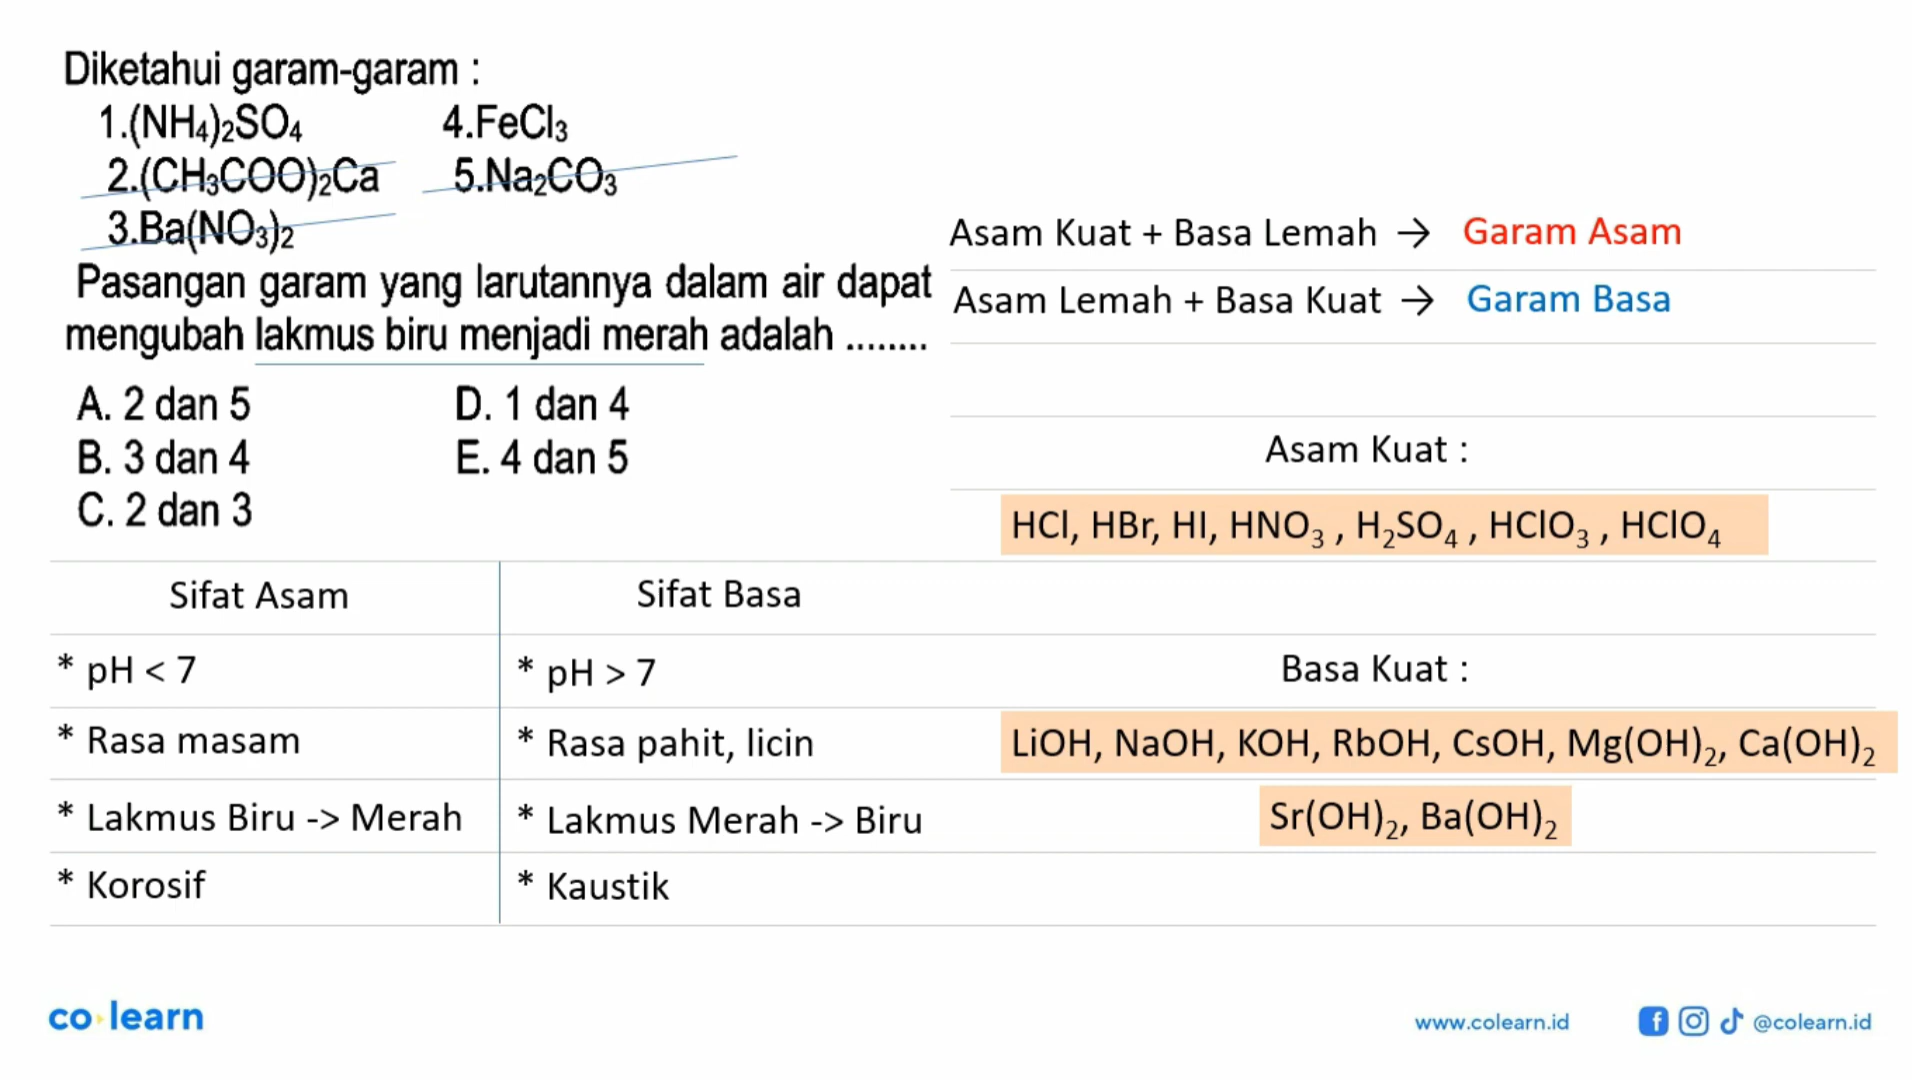 Diketahui garam-garam :
1.(NH₄)₂SO₄ 4.FeCl₃
2.(CH₃COO)₂Ca 5.Na₂CO₃
3.Ba(NO₃)₂
Pasangan garam yang larutannya dalam air dapat
mengubah lakmus biru menjadi merah adalah ........
A. 2 dan 5 D. 1 dan 4
B. 3 dan 4 E. 4 dan 5
C. 2 dan 3
Asam Kuat + Basa Lemah → Garam Asam
Asam Lemah + Basa Kuat → Garam Basa
Asam Kuat :
HCl, HBr, HI, HNO₃ , H₂SO₄ , HClO₃ , HClO₄
Sifat Asam Sifat Basa
* pH < 7 * pH > 7
* Rasa masam * Rasa pahit, licin
* Lakmus Biru -> Merah * Lakmus Merah -> Biru
* Korosif * Kaustik
Basa Kuat :
LiOH, NaOH, KOH, RbOH, CsOH, Mg(OH)₂, Ca(OH)₂
Sr(OH)₂, Ba(OH)₂
co learn
www.colearn.id @colearn.id